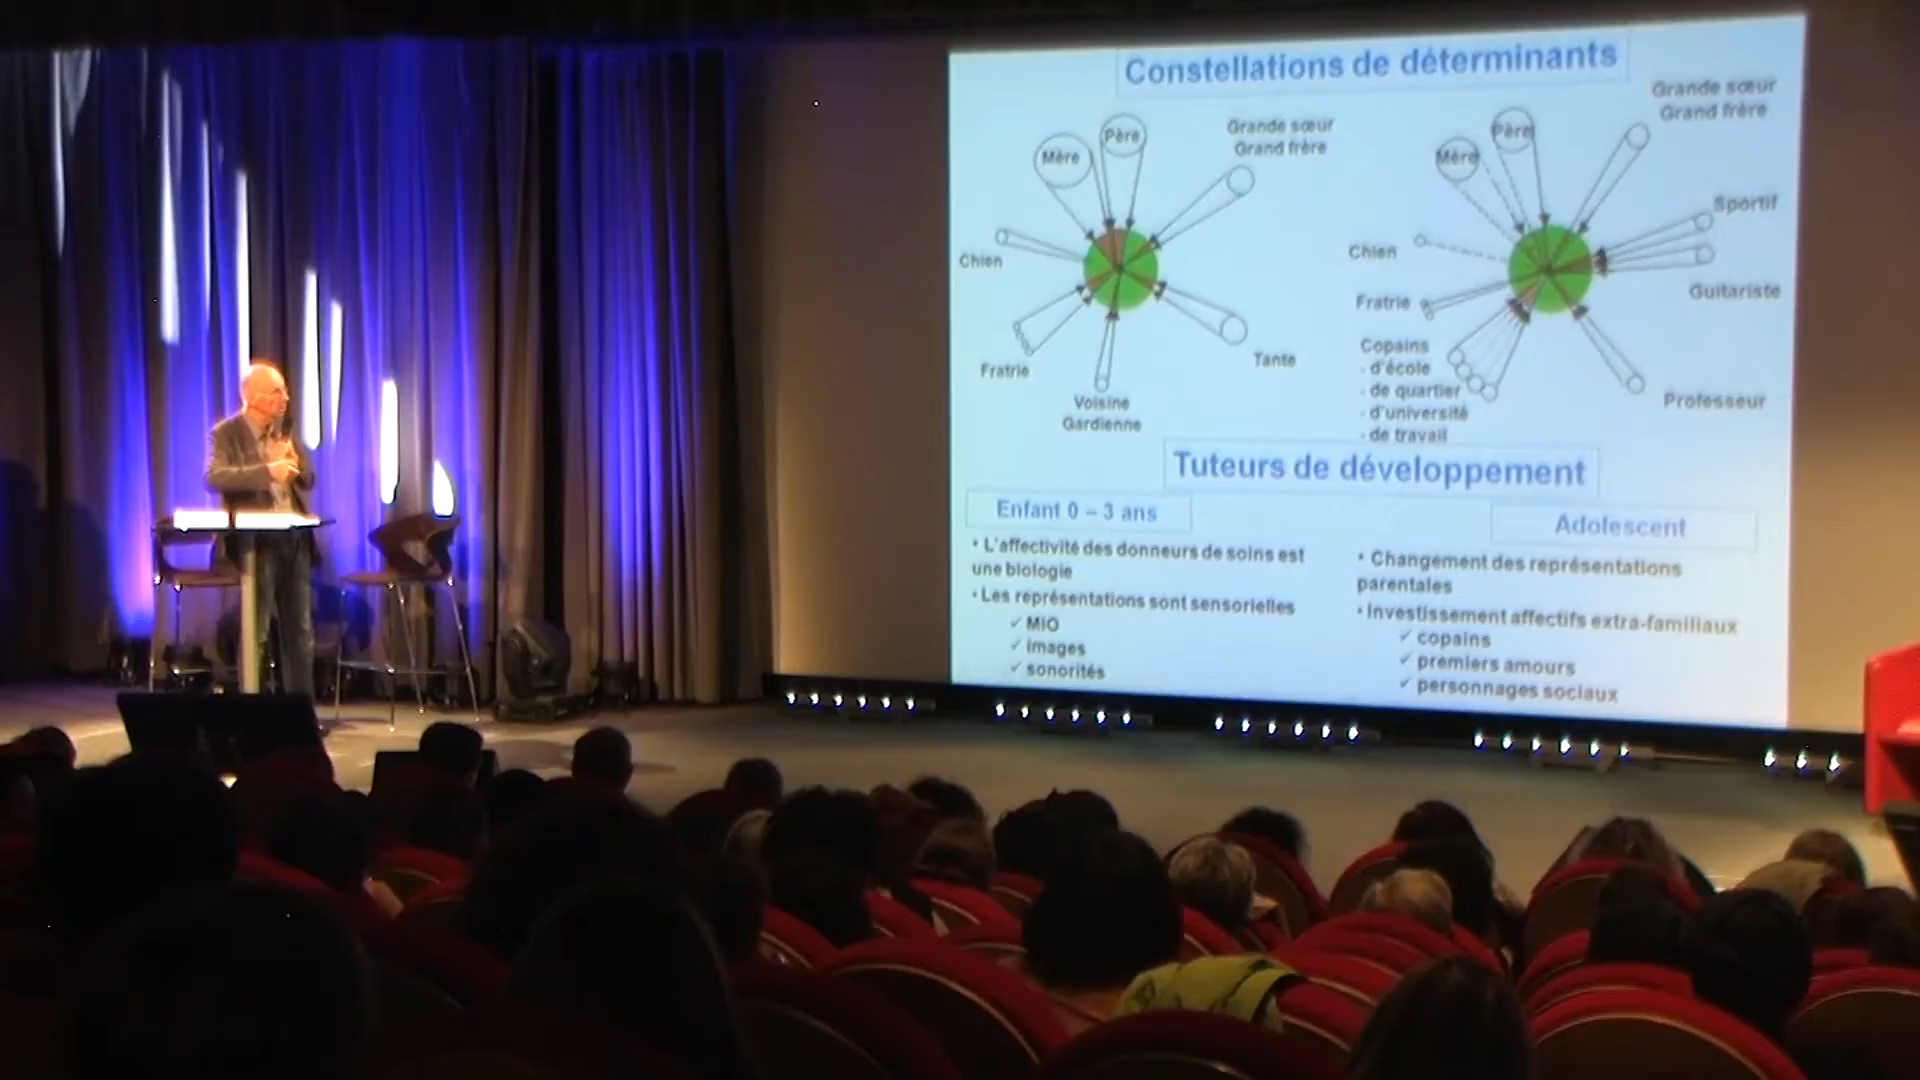 Constellations de déterminants
Mère
Père
Grande sœur
Grand frère
Chien
Fratrie
Voisine
Gardienne
Tante
Mère
Père
Grande sœur
Grand frère
Sportif
Guitariste
Chien
Fratrie
Copains
- d'école
- de quartier
- d'université
- de travail
Professeur
Tuteurs de développement
Enfant 0 – 3 ans
• L'affectivité des donneurs de soins est
une biologie
• Les représentations sont sensorielles
✓ MIO
✓ images
✓ sonorités
Adolescent
• Changement des représentations
parentales
• Investissement affectifs extra-familiaux
✓ copains
✓ premiers amours
✓ personnages sociaux